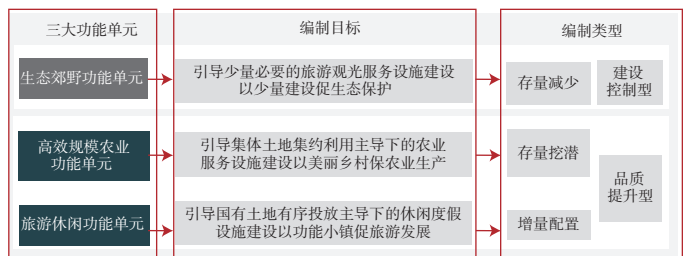 三大功能单元
编制目标
编制类型
生态郊野功能单元
引导少量必要的旅游观光服务设施建设
以少量建设促生态保护
存量减少
建设
控制型
高效规模农业
功能单元
引导集体土地集约利用主导下的农业
服务设施建设以美丽乡村保农业生产
存量挖潜
品质
提升型
旅游休闲功能单元
引导国有土地有序投放主导下的休闲度假
设施建设以功能小镇促旅游发展
增量配置